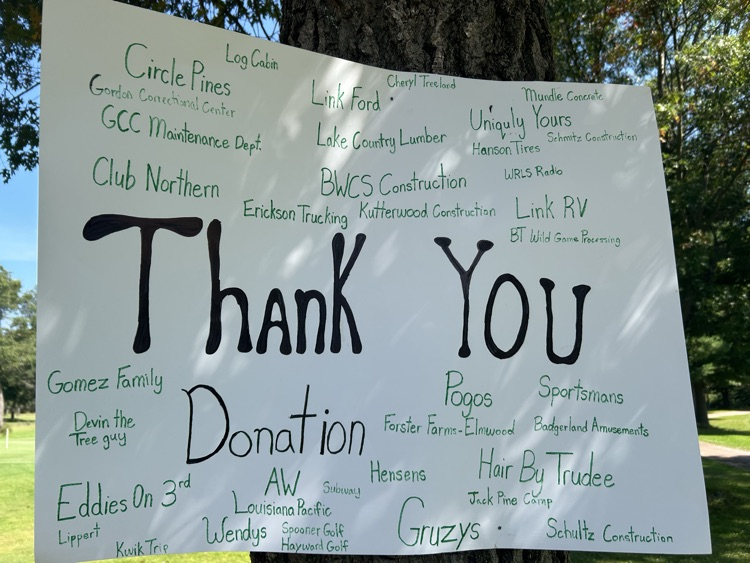 Log Cabin
Circle Pines
Cheryl Treeland
Gordon Correctional Center
Link Ford
Mundie Concrete
GCC Maintenance Dept.
Lake Country Lumber
Uniquly Yours
Schmitz Construction
Hanson Tires
Club Northern
BWCS Construction
WRLS Radio
Erickson Trucking
Kutterwood Construction
Link RV
BT Wild Game Processing
Thank You
Gomez Family
Pogos
Sportsmans
Devin the
Tree guy
Donation
Forster Farms-Elmwood
Badgerland Amusements
Eddies On 3rd
AW
Subway
Hensens
Hair By Trudee
Louisiana Pacific
Jack Pine Camp
Lippert
Kwik Trip
Wendys
Spooner Golf
Hayward Golf
Gruzys
Schultz Construction